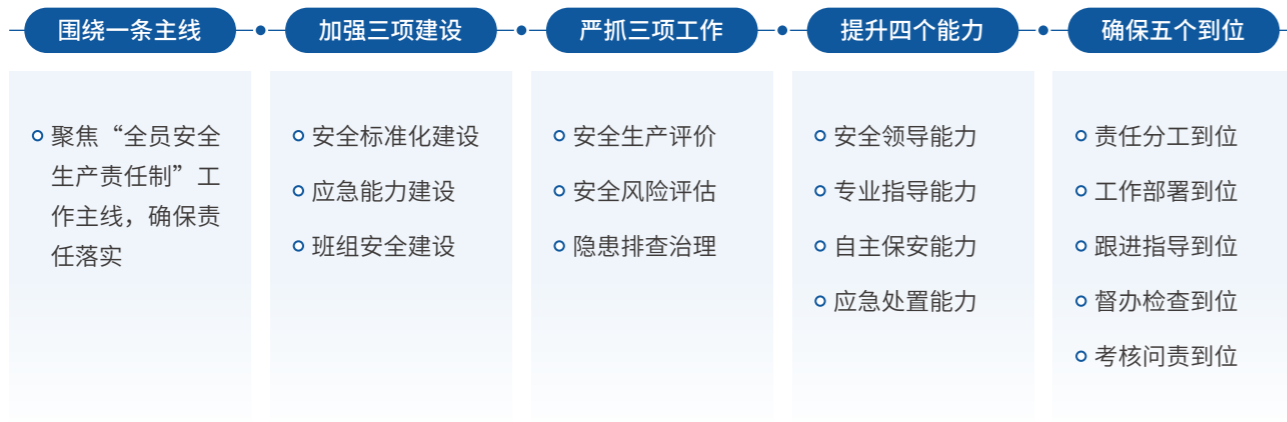 围绕一条主线
聚焦“全员安全
生产责任制”工
作主线，确保责
任落实
加强三项建设
安全标准化建设
应急能力建设
班组安全建设
严抓三项工作
安全生产评价
安全风险评估
隐患排查治理
提升四个能力
安全领导能力
专业指导能力
自主保安能力
应急处置能力
确保五个到位
责任分工到位
工作部署到位
跟进指导到位
督办检查到位
考核问责到位